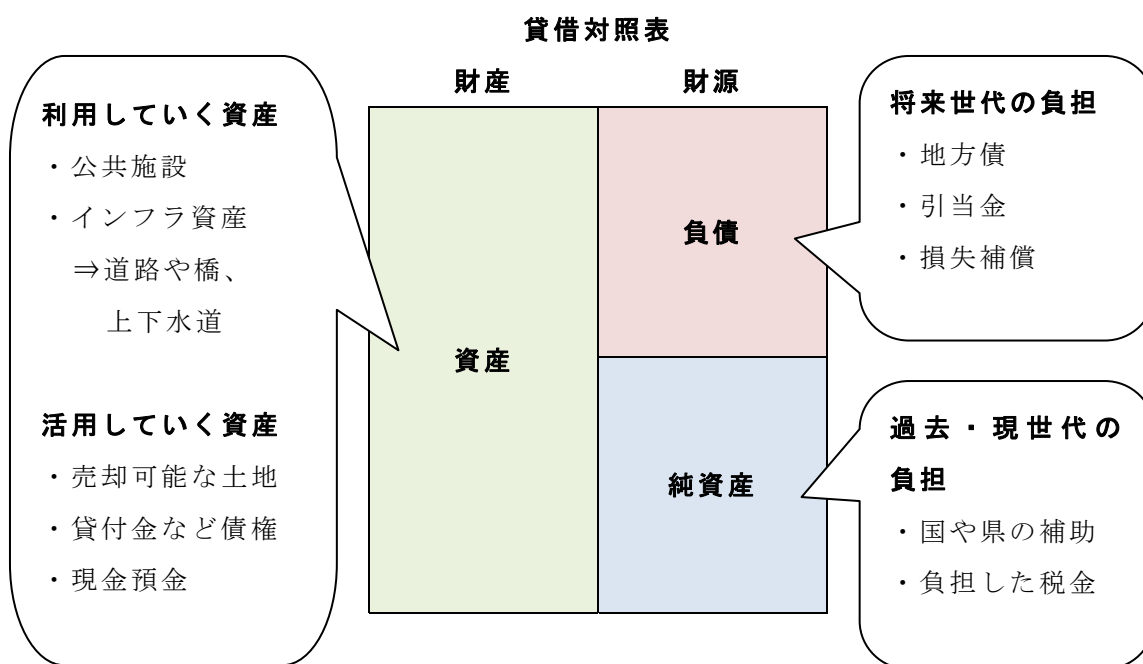 貸借対照表
財産
財源
利用していく資産
・公共施設
・インフラ資産
⇒道路や橋、
上下水道
活用していく資産
・売却可能な土地
・貸付金など債権
・現金預金
資産
負債
純資産
将来世代の負担
・地方債
・引当金
・損失補償
過去・現世代の
負担
・国や県の補助
・負担した税金